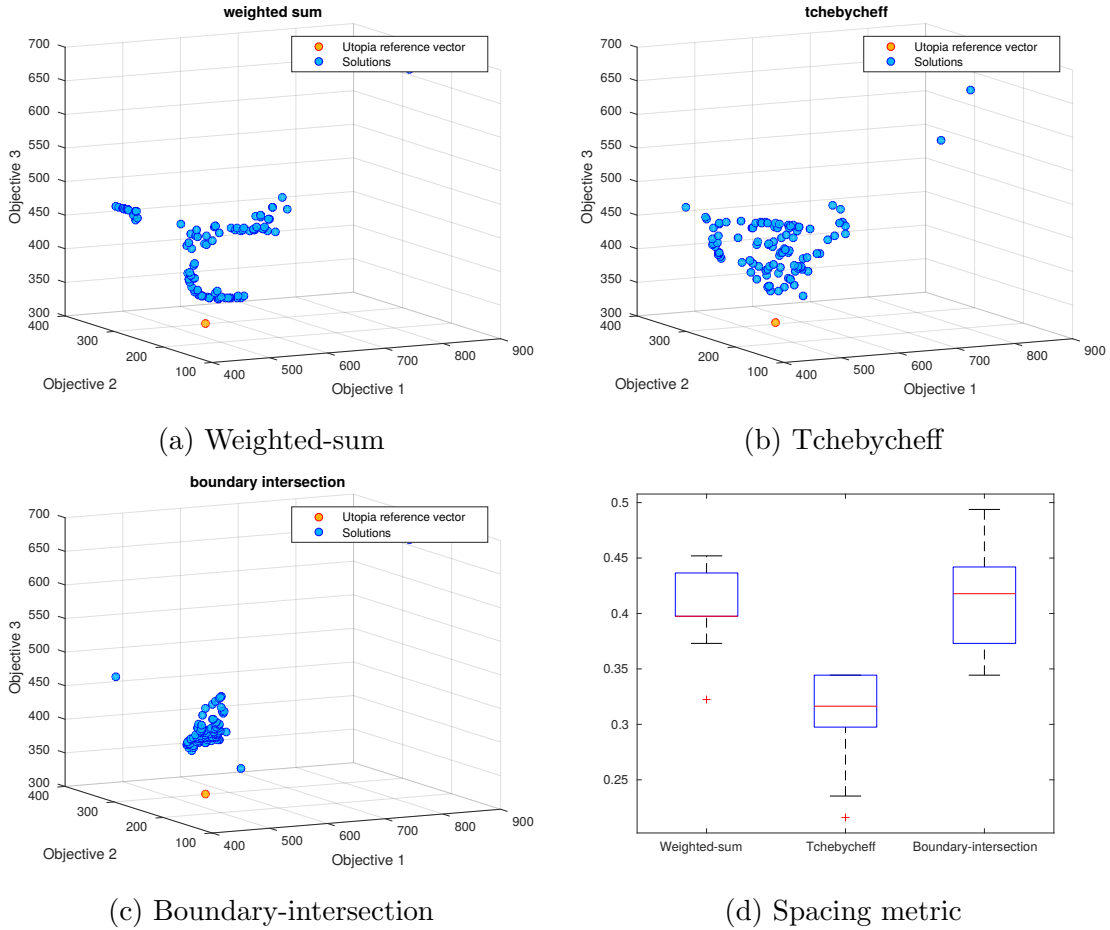 weighted sum
Utopia reference vector
Solutions
700
650
600
550
500
450
400
350
300
Objective 3
400
300
200
100
Objective 2
400
500
600
700
800
900
Objective 1
(a) Weighted-sum
tchebycheff
Utopia reference vector
Solutions
700
650
600
550
500
450
400
350
300
Objective 3
400
300
200
100
Objective 2
400
500
600
700
800
900
Objective 1
(b) Tchebycheff
boundary intersection
Utopia reference vector
Solutions
700
650
600
550
500
450
400
350
300
Objective 3
400
300
200
100
Objective 2
400
500
600
700
800
900
Objective 1
(c) Boundary-intersection
0.5
0.45
0.4
0.35
0.3
0.25
Weighted-sum
Tchebycheff
Boundary-intersection
(d) Spacing metric